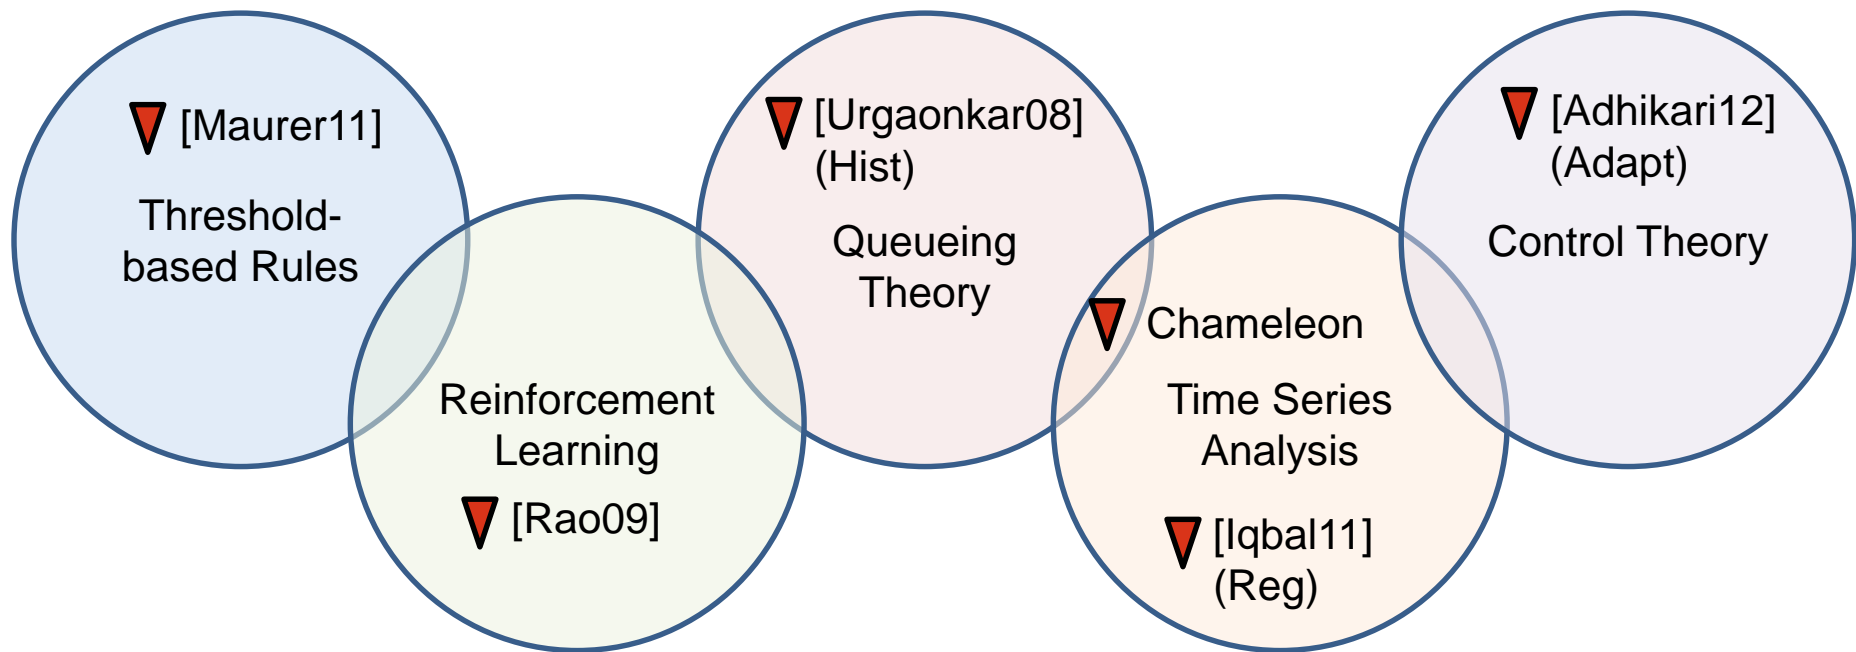 [Maurer11]
Threshold-
based Rules
Reinforcement
Learning
[Rao09]
[Urgaonkar08]
(Hist)
Queueing
Theory
Chameleon
Time Series
Analysis
[Iqbal11]
(Reg)
[Adhikari12]
(Adapt)
Control Theory